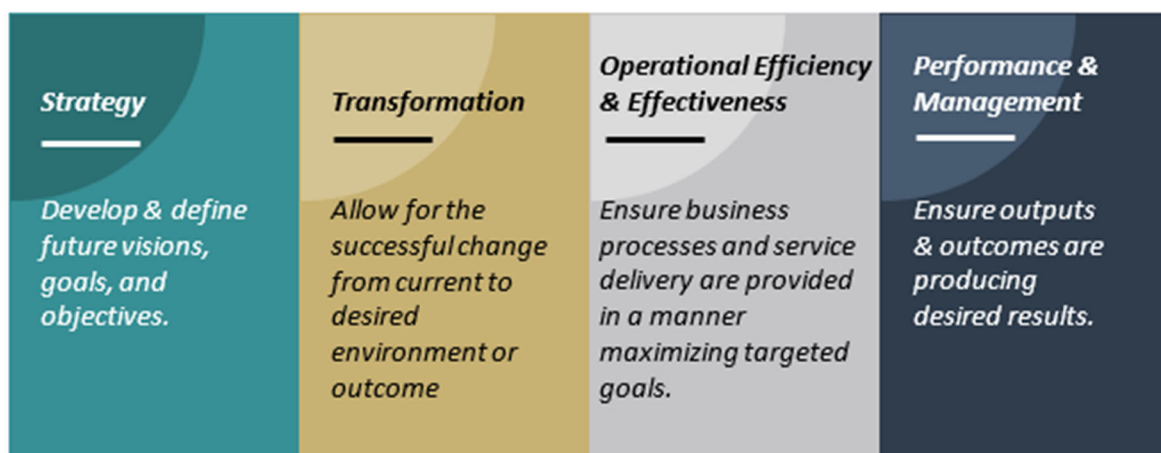 Strategy
Develop & define
future visions,
goals, and
objectives.
Transformation
Allow for the
successful change
from current to
desired
environment or
outcome
Operational Efficiency
& Effectiveness
Ensure business
processes and service
delivery are provided
in a manner
maximizing targeted
goals.
Performance &
Management
Ensure outputs
& outcomes are
producing
desired results.